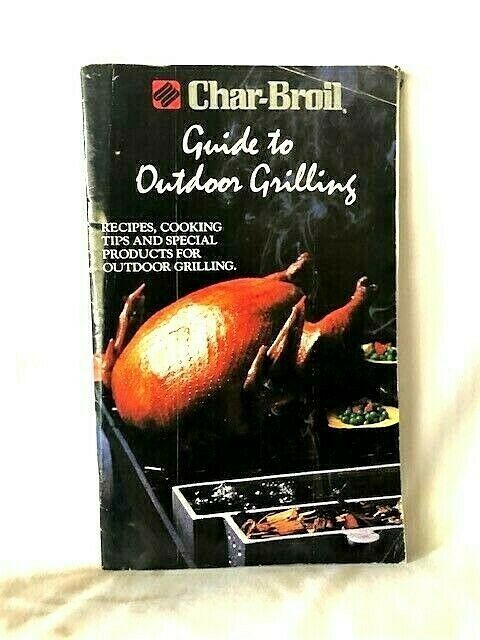 Char-Broil
Guide to
Outdoor Grilling
RECIPES, COOKING
TIPS AND SPECIAL
PRODUCTS FOR
OUTDOOR GRILLING.